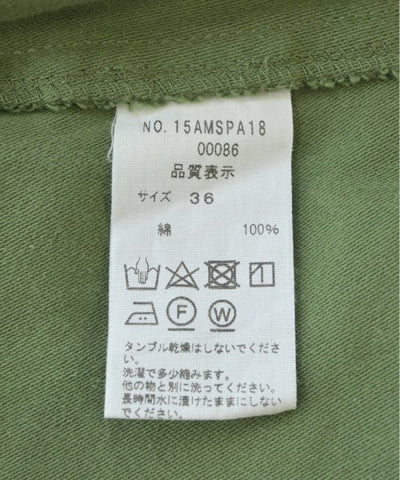 NO. 15AMSPA18
00086
品質表示
サイズ 36
綿 100%
F W
タンブル乾燥はしないでくださ
い。
洗濯で多少縮みます。
他の物と別に洗ってください。
長時間水に漬けたままにしない
でください。